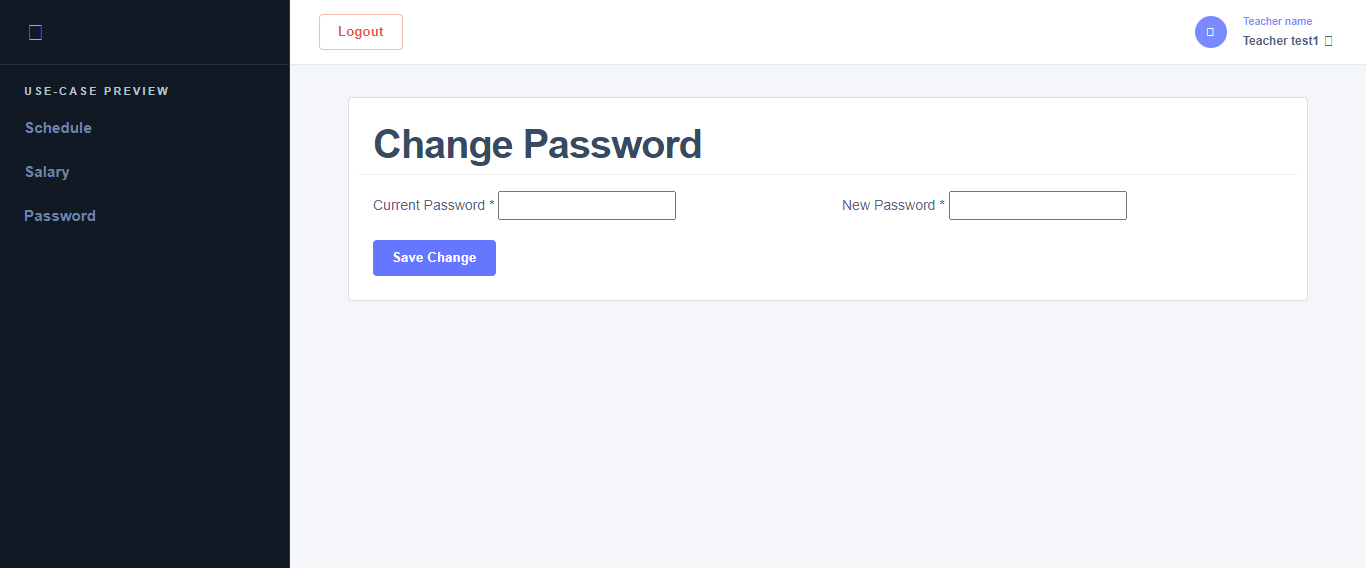 Logout
Teacher name
Teacher test1
USE-CASE PREVIEW
Schedule
Salary
Password
Change Password
Current Password *
New Password *
Save Change